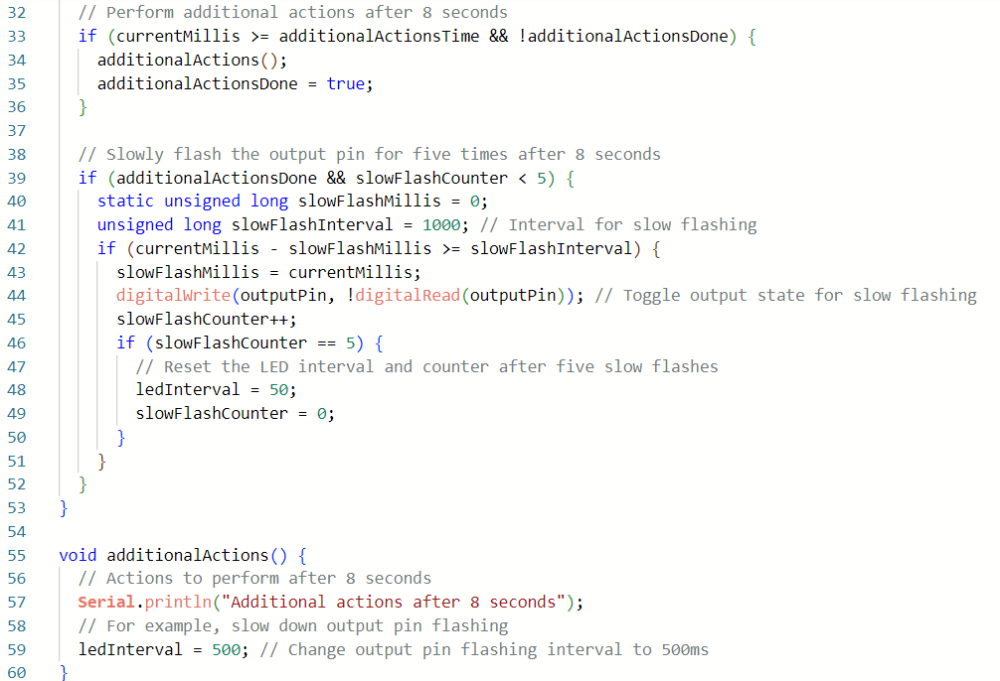 32 // Perform additional actions after 8 seconds
33 if (currentMillis >= additionalActionsTime && !additionalActionsDone) {
34 additionalActions();
35 additionalActionsDone = true;
36 }
37
38 // Slowly flash the output pin for five times after 8 seconds
39 if (additionalActionsDone && slowFlashCounter < 5) {
40 static unsigned long slowFlashMillis = 0;
41 unsigned long slowFlashInterval = 1000; // Interval for slow flashing
42 if (currentMillis - slowFlashMillis >= slowFlashInterval) {
43 slowFlashMillis = currentMillis;
44 digitalWrite(outputPin, !digitalRead(outputPin)); // Toggle output state for slow flashing
45 slowFlashCounter++;
46 if (slowFlashCounter == 5) {
47 // Reset the LED interval and counter after five slow flashes
48 ledInterval = 50;
49 slowFlashCounter = 0;
50 }
51 }
52 }
53 }
54
55 void additionalActions() {
56 // Actions to perform after 8 seconds
57 Serial.println("Additional actions after 8 seconds");
58 // For example, slow down output pin flashing
59 ledInterval = 500; // Change output pin flashing interval to 500ms
60 }